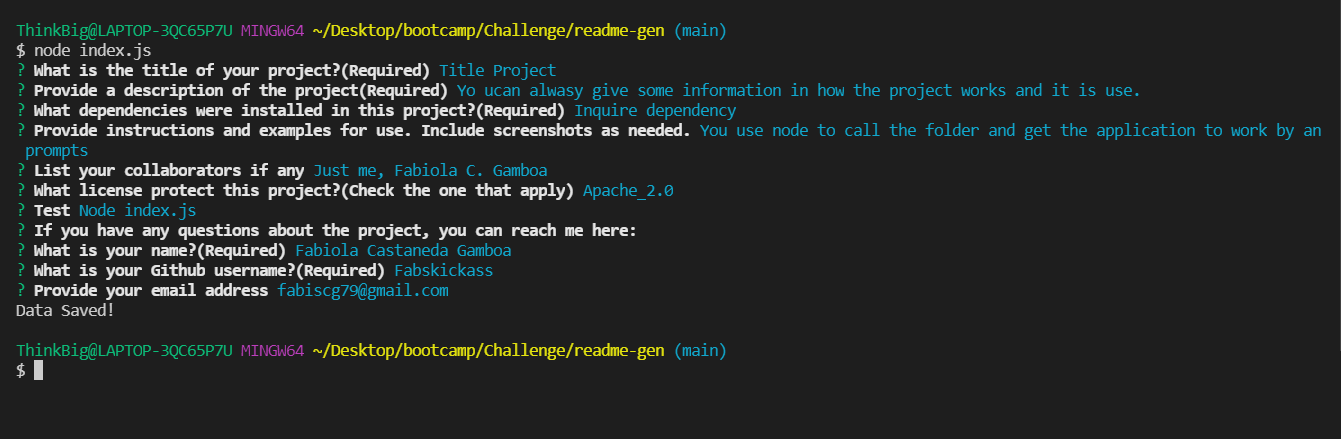 ThinkBig@LAPTOP-3QC65P7U MINGW64 ~/Desktop/bootcamp/Challenge/readme-gen (main)
$ node index.js
? What is the title of your project?(Required) Title Project
? Provide a description of the project(Required) Yo ucan alwasy give some information in how the project works and it is use.
? What dependencies were installed in this project?(Required) Inquire dependency
? Provide instructions and examples for use. Include screenshots as needed. You use node to call the folder and get the application to work by an
prompts
? List your collaborators if any Just me, Fabiola C. Gamboa
? What license protect this project?(Check the one that apply) Apache_2.0
? Test Node index.js
? If you have any questions about the project, you can reach me here:
? What is your name?(Required) Fabiola Castaneda Gamboa
? What is your Github username?(Required) Fabskickass
? Provide your email address fabiscg79@gmail.com
Data Saved!
ThinkBig@LAPTOP-3QC65P7U MINGW64 ~/Desktop/bootcamp/Challenge/readme-gen (main)
$